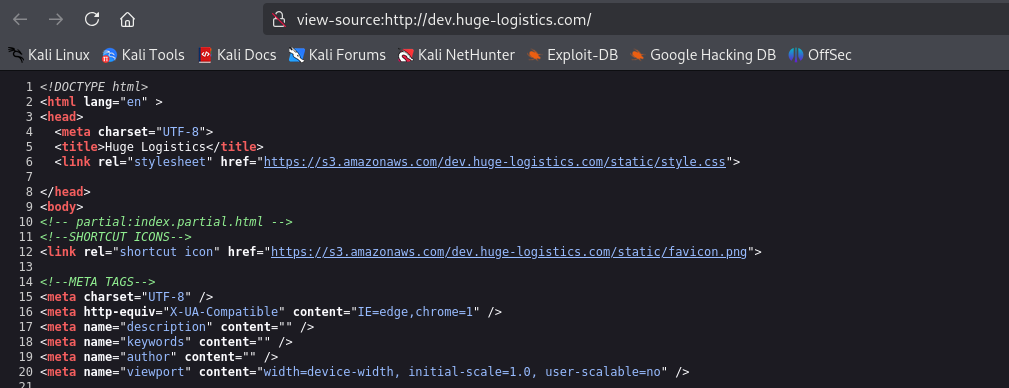 view-source:http://dev.huge-logistics.com/
Kali Linux Kali Tools Kali Docs Kali Forums Kali NetHunter Exploit-DB Google Hacking DB OffSec
1 <!DOCTYPE html>
2 <html lang="en" >
3 <head>
4 <meta charset="UTF-8">
5 <title>Huge Logistics</title>
6 <link rel="stylesheet" href="https://s3.amazonaws.com/dev.huge-logistics.com/static/style.css">
7
8 </head>
9 <body>
10 <!-- partial:index.partial.html -->
11 <!--SHORTCUT ICONS-->
12 <link rel="shortcut icon" href="https://s3.amazonaws.com/dev.huge-logistics.com/static/favicon.png">
13
14 <!--META TAGS-->
15 <meta charset="UTF-8" />
16 <meta http-equiv="X-UA-Compatible" content="IE=edge,chrome=1" />
17 <meta name="description" content="" />
18 <meta name="keywords" content="" />
19 <meta name="author" content="" />
20 <meta name="viewport" content="width=device-width, initial-scale=1.0, user-scalable=no" />
21